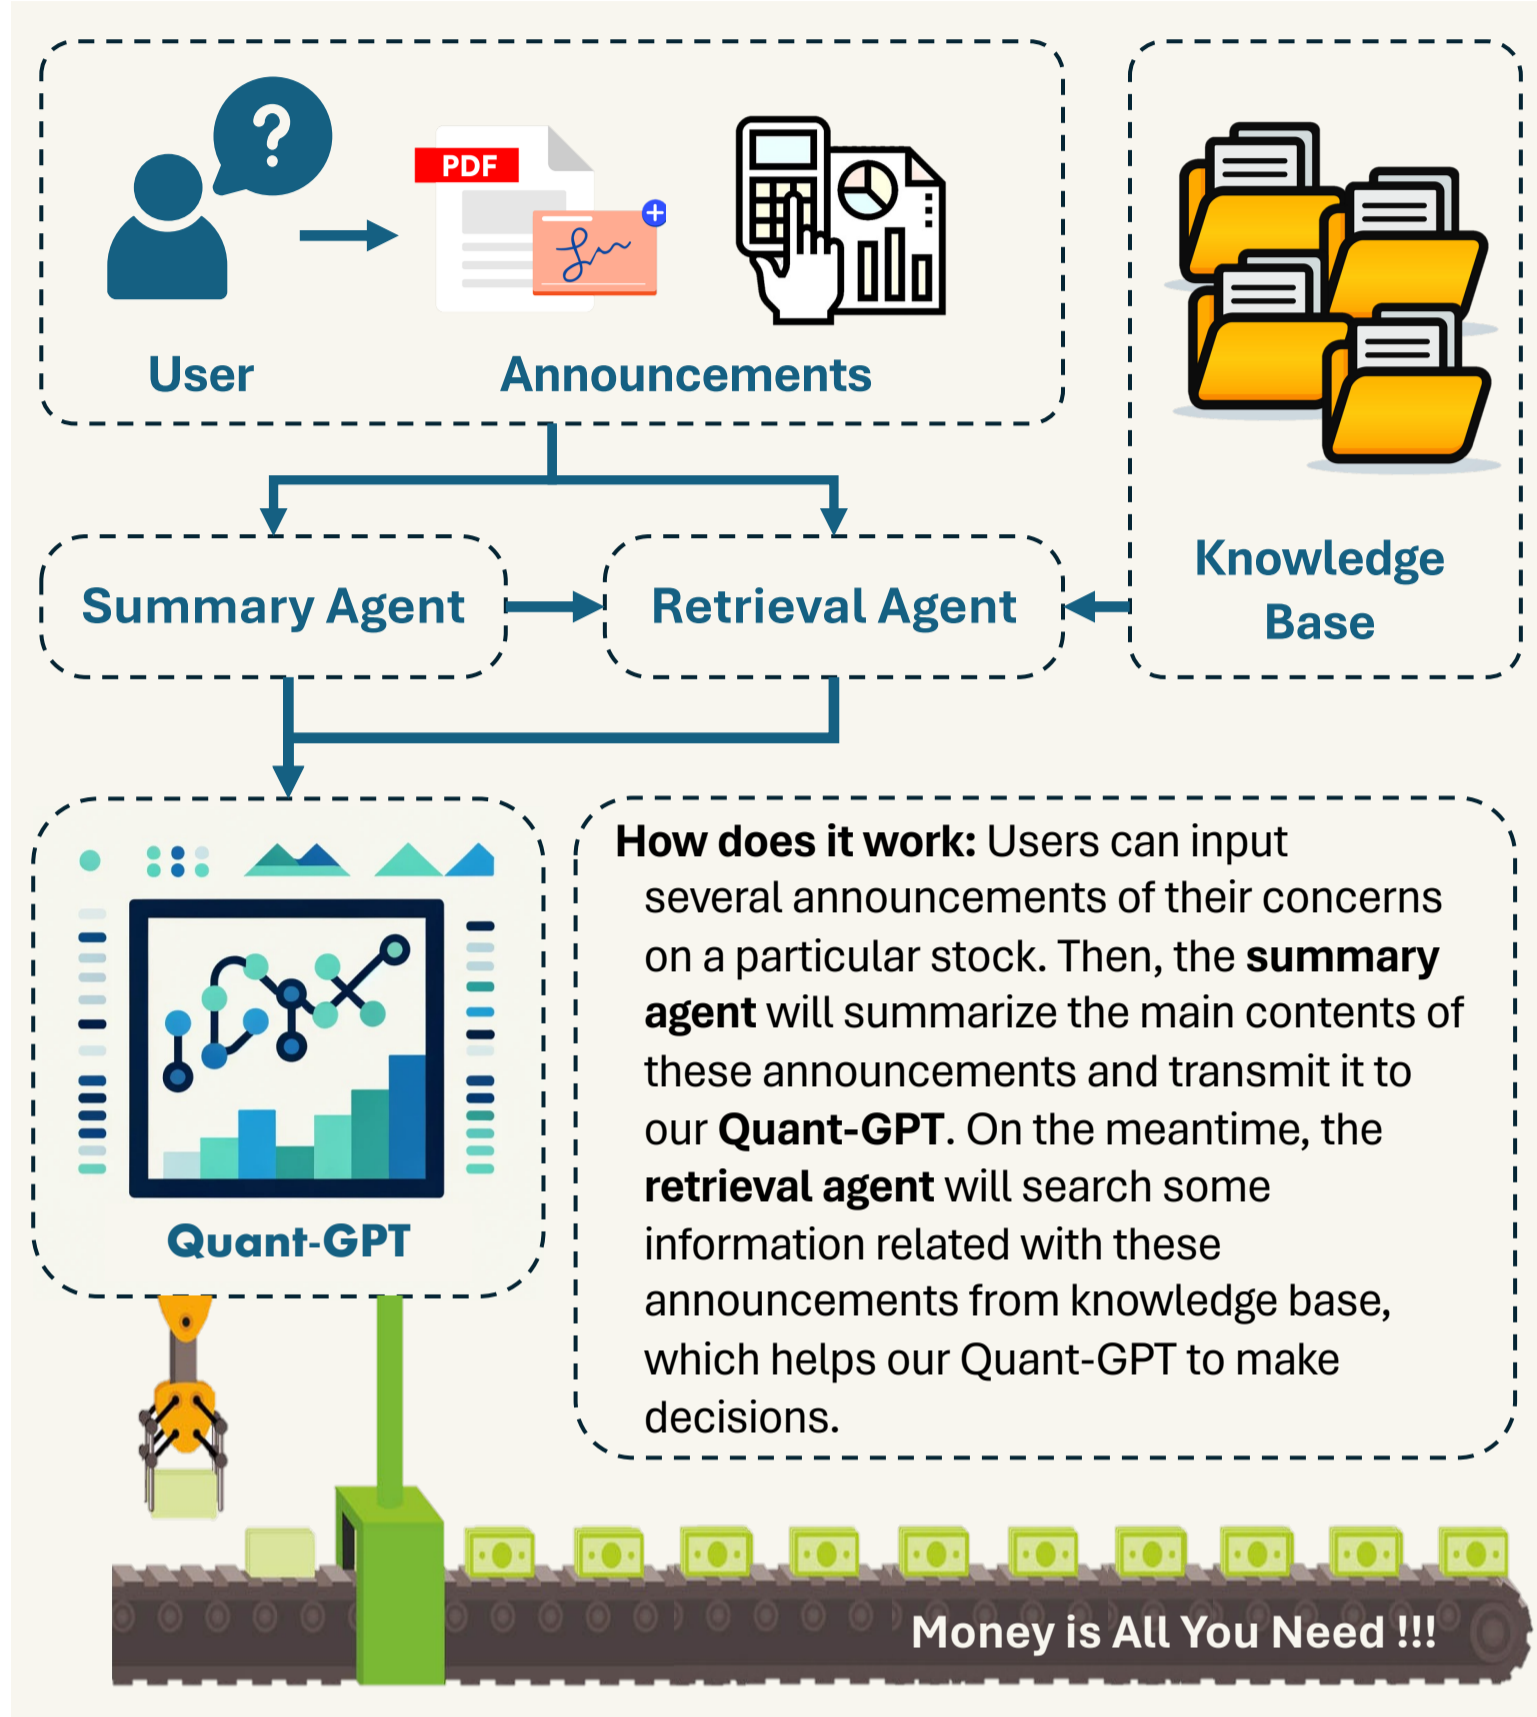 ?
PDF
User
Announcements
Knowledge
Base
Summary Agent
Retrieval Agent
Quant-GPT
How does it work: Users can input
several announcements of their concerns
on a particular stock. Then, the summary
agent will summarize the main contents of
these announcements and transmit it to
our Quant-GPT. On the meantime, the
retrieval agent will search some
information related with these
announcements from knowledge base,
which helps our Quant-GPT to make
decisions.
Money is All You Need !!!